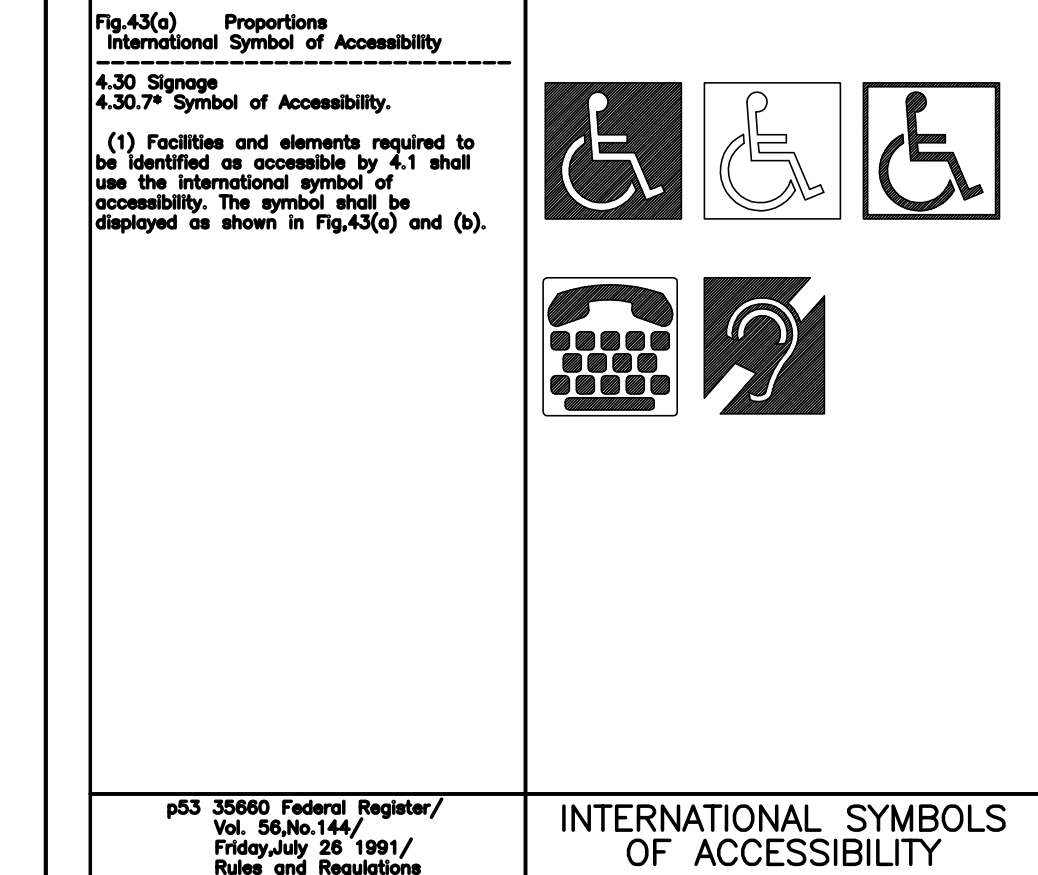 Fig.43(a) Proportions
International Symbol of Accessibility
4.30 Signage
4.30.7* Symbol of Accessibility.
(1) Facilities and elements required to
be identified as accessible by 4.1 shall
use the international symbol of
accessibility. The symbol shall be
displayed as shown in Fig,43(a) and (b).
p53 35660 Federal Register/
Vol. 56,No.144/
Friday,July 26 1991/
Rules and Regulations
INTERNATIONAL SYMBOLS
OF ACCESSIBILITY